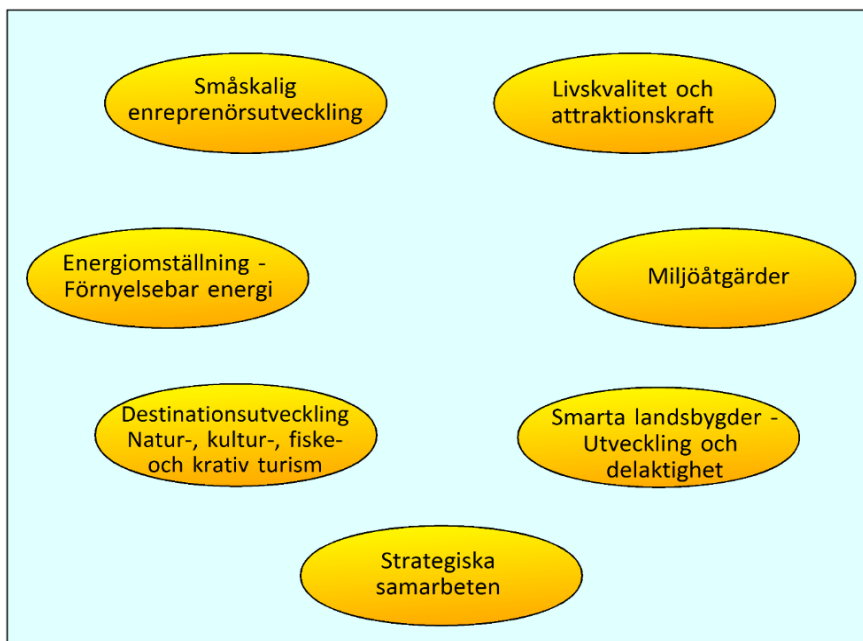 Småskalig
enreprenörsutveckling
Livskvalitet och
attraktionskraft
Energiomställning -
Förnyelsebar energi
Miljöåtgärder
Destinationsutveckling
Natur-, kultur-, fiske-
och krativ turism
Smarta landsbygder -
Utveckling och
delaktighet
Strategiska
samarbeten